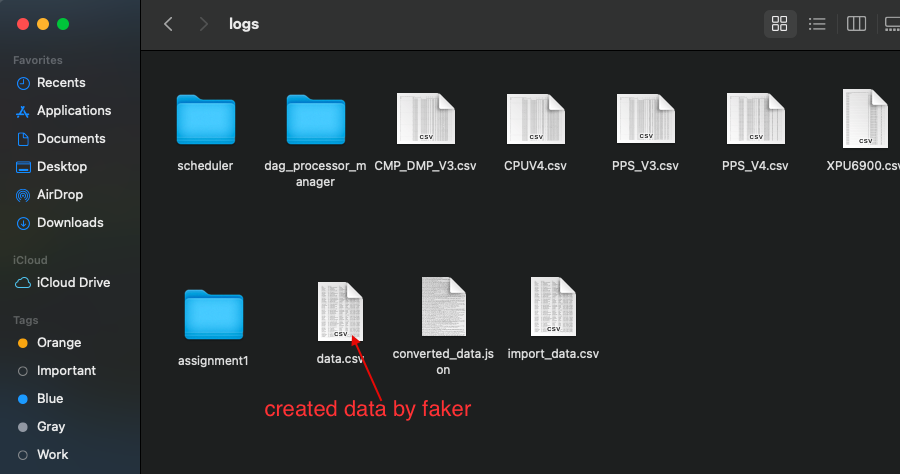 logs
Favorites
Recents
Applications
Documents
Desktop
AirDrop
Downloads
iCloud
iCloud Drive
Tags
Orange
Important
Blue
Gray
Work
CSV
CSV
CSV
CSV
CSV
scheduler
dag_processor_m
anager
CMP_DMP_V3.csv
CPUV4.csv
PPS_V3.csv
PPS_V4.csv
XPU6900.csv
CSV
CSV
assignment1
data.csv
converted_data.js
on
import_data.csv
created data by faker